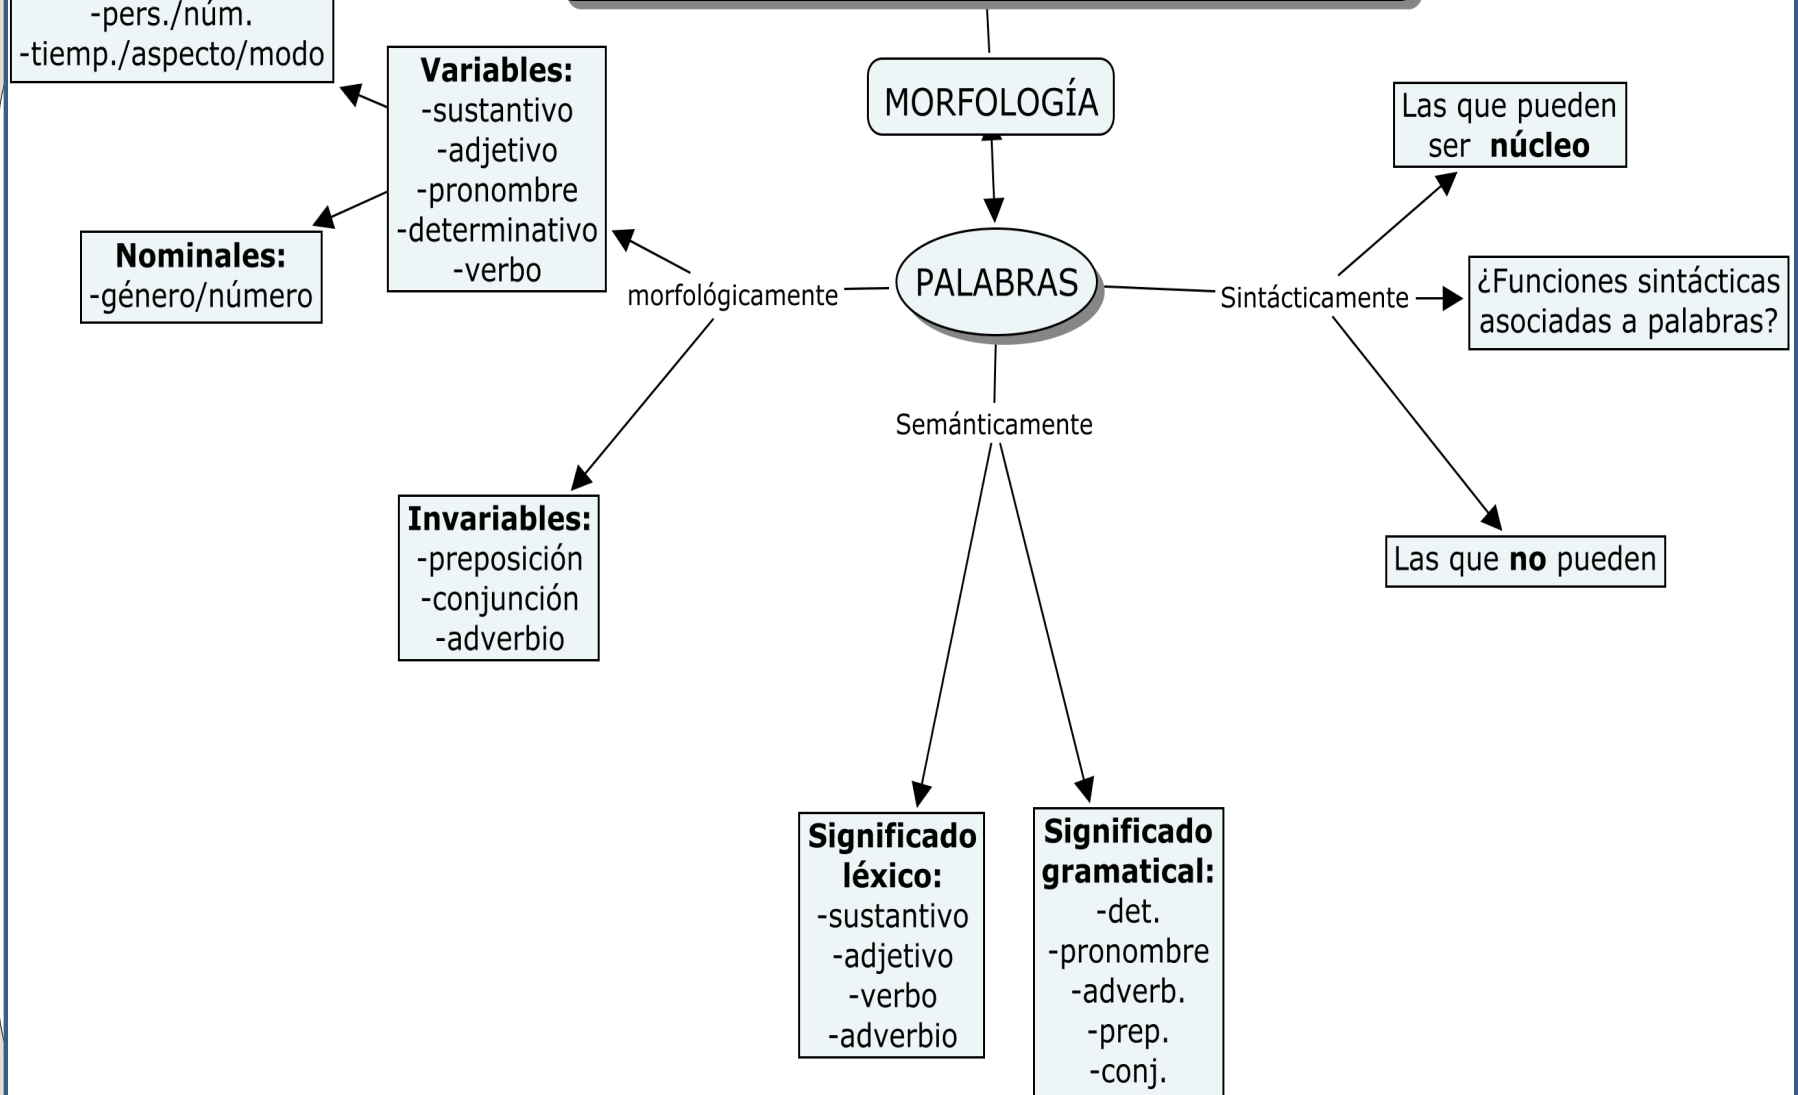 -pers./núm.
-tiemp./aspecto/modo
Variables:
-sustantivo
-adjetivo
-pronombre
-determinativo
-verbo
MORFOLOGÍA
Las que pueden
ser núcleo
Nominales:
-género/número
morfológicamente
PALABRAS
Sintácticamente
¿Funciones sintácticas
asociadas a palabras?
Semánticamente
Invariables:
-preposición
-conjunción
-adverbio
Las que no pueden
Significado
léxico:
-sustantivo
-adjetivo
-verbo
-adverbio
Significado
gramatical:
-det.
-pronombre
-adverb.
-prep.
-conj.